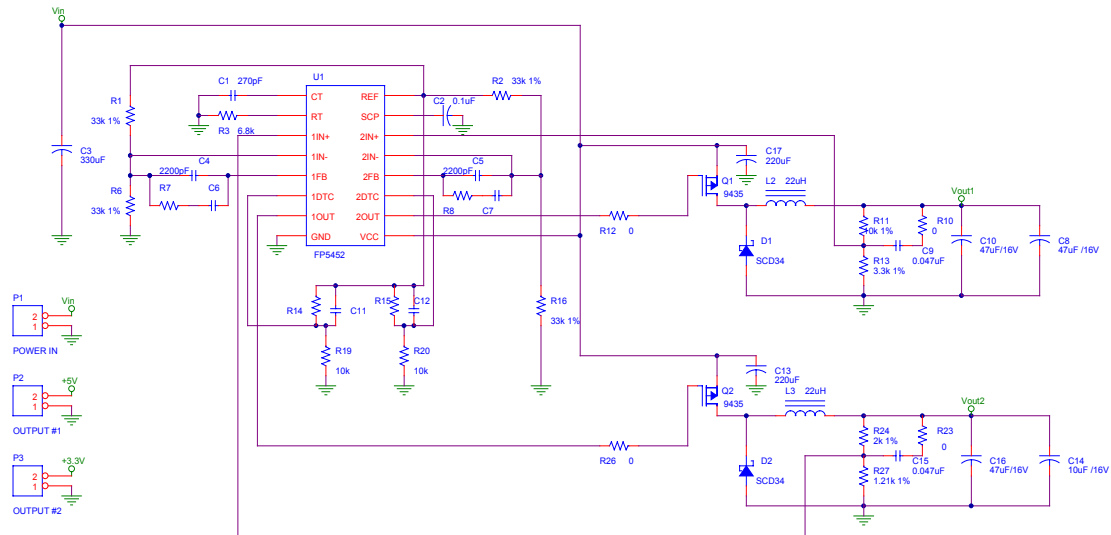 Vin
U1
C1 270pF
R2 33k 1%
C2 0.1uF
R1
33k 1%
R3 6.8k
CT
RT
1IN+
1IN-
1FB
1DTC
1OUT
GND
REF
SCP
2IN+
2IN-
2FB
2DTC
2OUT
VCC
FP5452
C3
330uF
C4
2200pF
R7
C6
R6
33k 1%
C5
2200pF
R8
C7
C17
220uF
Q1
9435
L2 22uH
Vout1
R12 0
D1
SCD34
R11
10k 1%
R10
0
C9
0.047uF
R13
3.3k 1%
C10
47uF/16V
C8
47uF /16V
R14
C11
R15
C12
R16
33k 1%
R19
10k
R20
10k
P1
Vin
2
1
POWER IN
P2
+5V
2
1
OUTPUT #1
P3
+3.3V
2
1
OUTPUT #2
C13
220uF
Q2
9435
L3 22uH
Vout2
R26 0
D2
SCD34
R24
2k 1%
R23
0
C15
0.047uF
R27
1.21k 1%
C16
47uF/16V
C14
10uF /16V